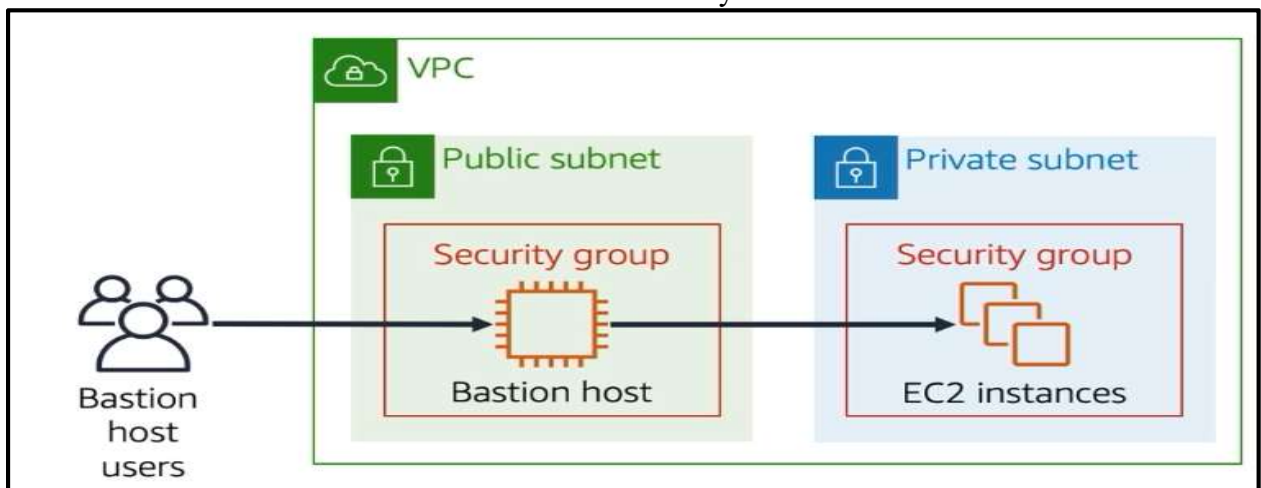 VPC
Public subnet
Private subnet
Security group
Security group
Bastion host
EC2 instances
Bastion
host
users